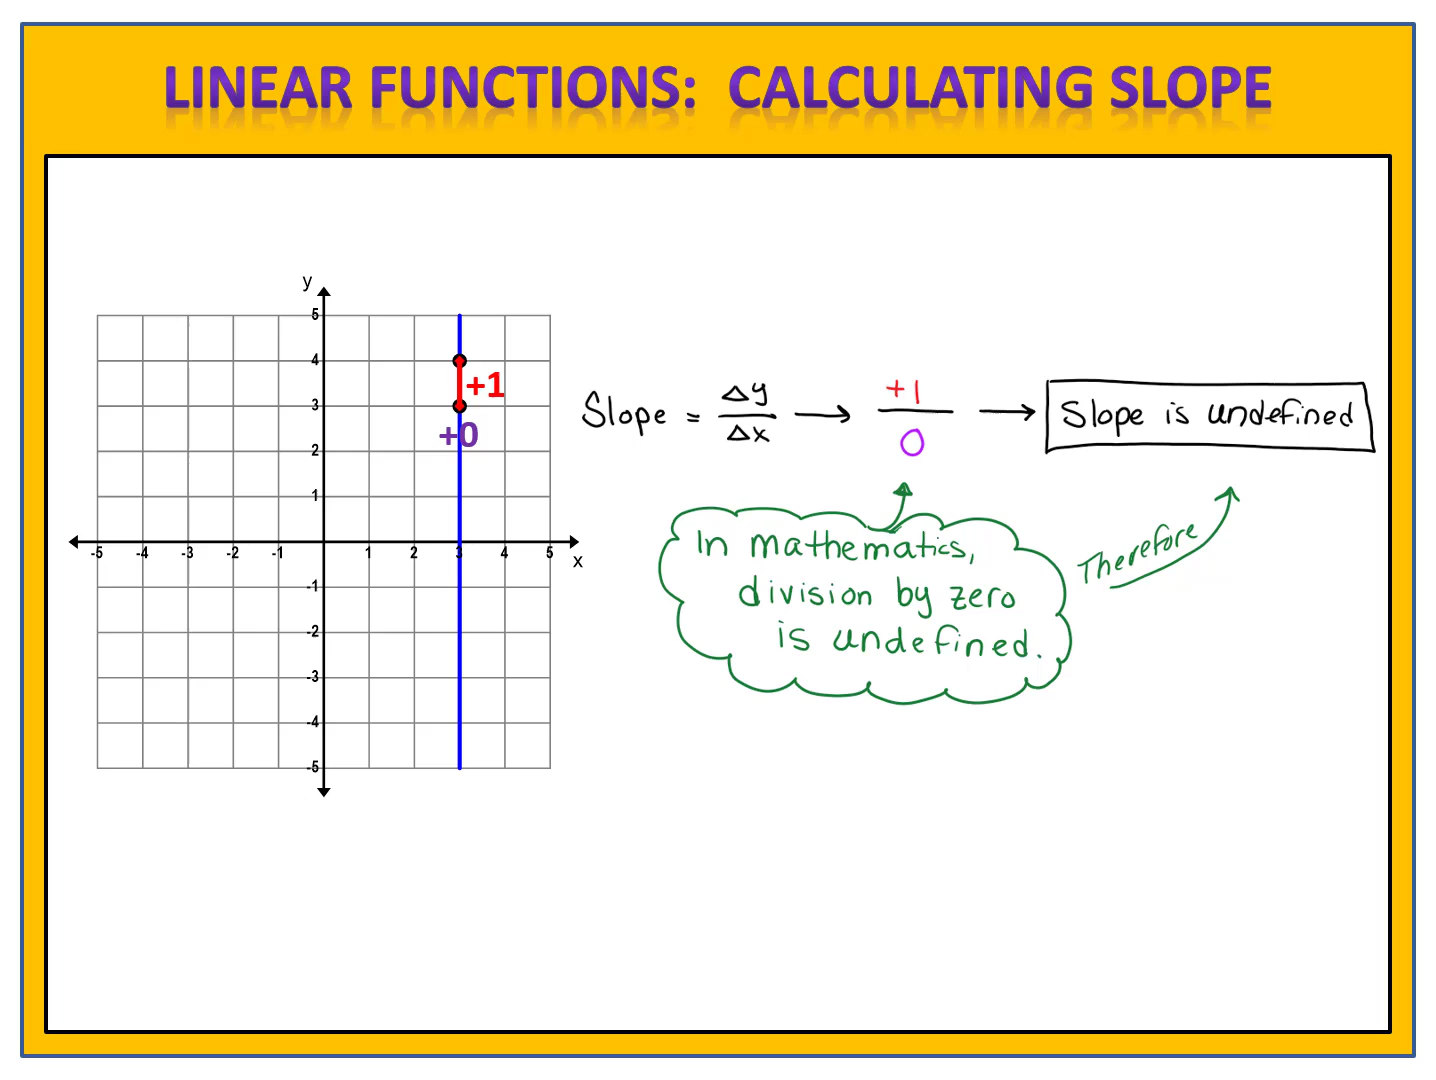 LINEAR FUNCTIONS: CALCULATING SLOPE
y
5
4
+1
3
+0
2
1
-5 -4 -3 -2 -1 1 2 3 4 5
x
-1
-2
-3
-4
-5
Slope = Δy/Δx → +1/0 → Slope is undefined
In mathematics,
division by zero
is undefined.
Therefore